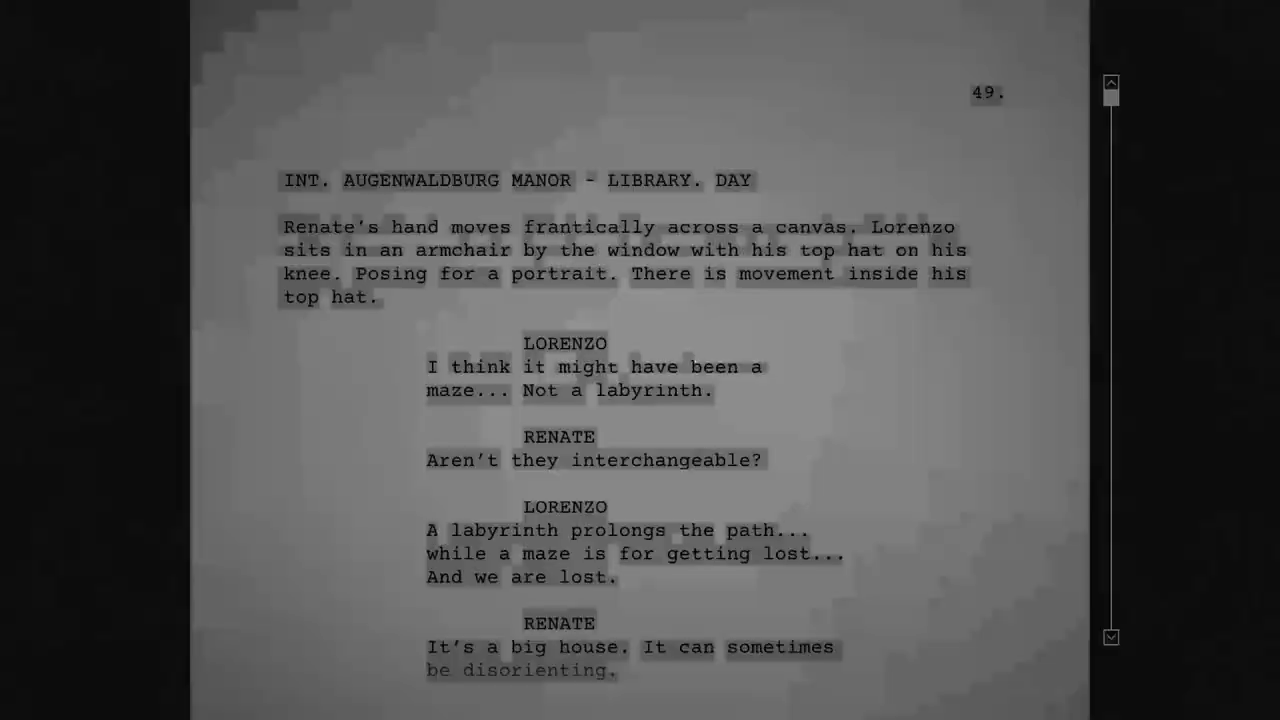 49.
INT. AUGENWALDBURG MANOR - LIBRARY. DAY
Renate's hand moves frantically across a canvas. Lorenzo
sits in an armchair by the window with his top hat on his
knee. Posing for a portrait. There is movement inside his
top hat.
LORENZO
I think it might have been a
maze... Not a labyrinth.
RENATE
Aren't they interchangeable?
LORENZO
A labyrinth prolongs the path...
while a maze is for getting lost...
And we are lost.
RENATE
It's a big house. It can sometimes
be disorienting.